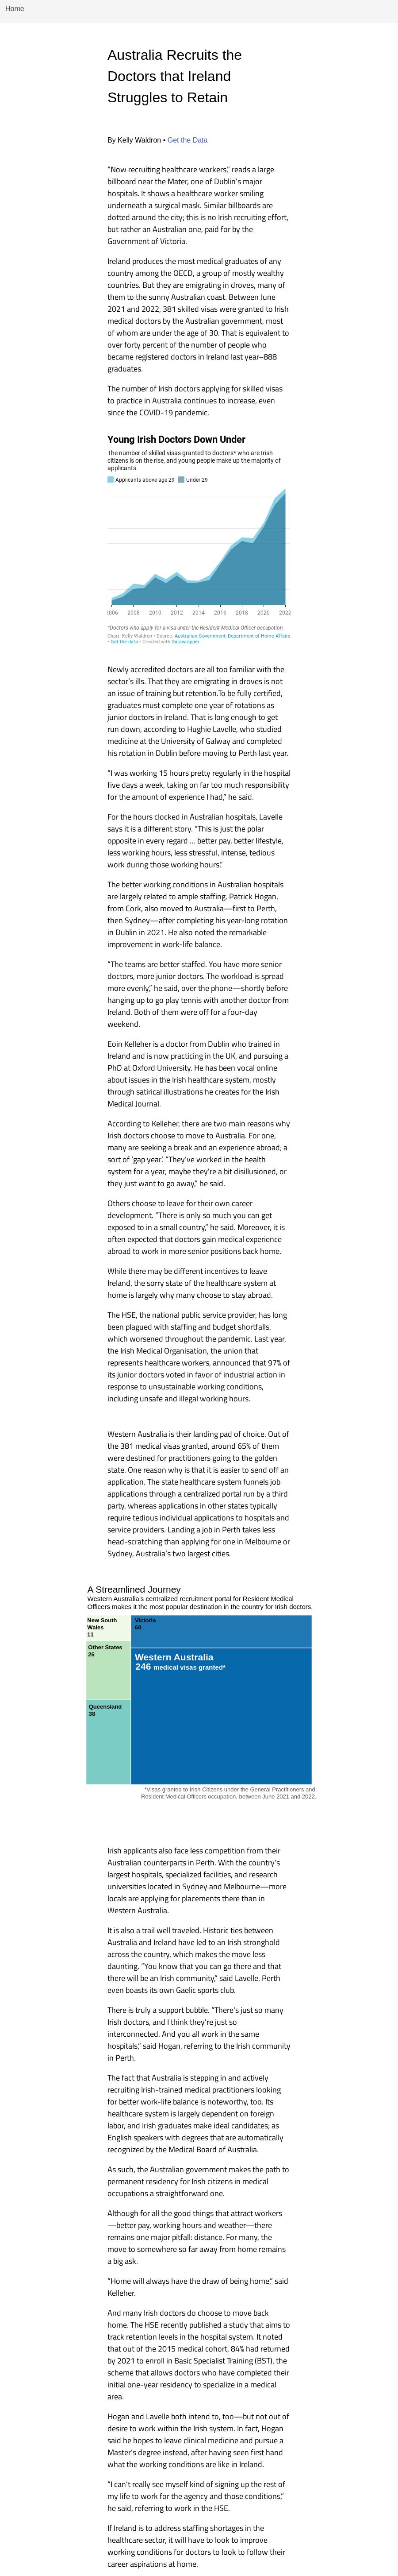 Home
Australia Recruits the
Doctors that Ireland
Struggles to Retain
By Kelly Waldron • Get the Data
“Now recruiting healthcare workers,” reads a large
billboard near the Mater, one of Dublin’s major
hospitals. It shows a healthcare worker smiling
underneath a surgical mask. Similar billboards are
dotted around the city; this is no Irish recruiting effort,
but rather an Australian one, paid for by the
Government of Victoria.
Ireland produces the most medical graduates of any
country among the OECD, a group of mostly wealthy
countries. But they are emigrating in droves, many of
them to the sunny Australian coast. Between June
2021 and 2022, 381 skilled visas were granted to Irish
medical doctors by the Australian government, most
of whom are under the age of 30. That is equivalent to
over forty percent of the number of people who
became registered doctors in Ireland last year–888
graduates.
The number of Irish doctors applying for skilled visas
to practice in Australia continues to increase, even
since the COVID-19 pandemic.
Young Irish Doctors Down Under
The number of skilled visas granted to doctors* who are Irish
citizens is on the rise, and young people make up the majority of
applicants.
Applicants above age 29 Under 29
2006 2008 2010 2012 2014 2016 2018 2020 2022
*Doctors who apply for a visa under the Resident Medical Officer occupation.
Chart: Kelly Waldron • Source: Australian Government, Department of Home Affairs
• Get the data • Created with Datawrapper
Newly accredited doctors are all too familiar with the
sector’s ills. That they are emigrating in droves is not
an issue of training but retention.To be fully certified,
graduates must complete one year of rotations as
junior doctors in Ireland. That is long enough to get
run down, according to Hughie Lavelle, who studied
medicine at the University of Galway and completed
his rotation in Dublin before moving to Perth last year.
“I was working 15 hours pretty regularly in the hospital
five days a week, taking on far too much responsibility
for the amount of experience I had,” he said.
For the hours clocked in Australian hospitals, Lavelle
says it is a different story. “This is just the polar
opposite in every regard … better pay, better lifestyle,
less working hours, less stressful, intense, tedious
work during those working hours.”
The better working conditions in Australian hospitals
are largely related to ample staffing. Patrick Hogan,
from Cork, also moved to Australia—first to Perth,
then Sydney—after completing his year-long rotation
in Dublin in 2021. He also noted the remarkable
improvement in work-life balance.
“The teams are better staffed. You have more senior
doctors, more junior doctors. The workload is spread
more evenly,” he said, over the phone—shortly before
hanging up to go play tennis with another doctor from
Ireland. Both of them were off for a four-day
weekend.
Eoin Kelleher is a doctor from Dublin who trained in
Ireland and is now practicing in the UK, and pursuing a
PhD at Oxford University. He has been vocal online
about issues in the Irish healthcare system, mostly
through satirical illustrations he creates for the Irish
Medical Journal.
According to Kelleher, there are two main reasons why
Irish doctors choose to move to Australia. For one,
many are seeking a break and an experience abroad; a
sort of ‘gap year’. “They’ve worked in the health
system for a year, maybe they’re a bit disillusioned, or
they just want to go away,” he said.
Others choose to leave for their own career
development. “There is only so much you can get
exposed to in a small country,” he said. Moreover, it is
often expected that doctors gain medical experience
abroad to work in more senior positions back home.
While there may be different incentives to leave
Ireland, the sorry state of the healthcare system at
home is largely why many choose to stay abroad.
The HSE, the national public service provider, has long
been plagued with staffing and budget shortfalls,
which worsened throughout the pandemic. Last year,
the Irish Medical Organisation, the union that
represents healthcare workers, announced that 97% of
its junior doctors voted in favor of industrial action in
response to unsustainable working conditions,
including unsafe and illegal working hours.
Western Australia is their landing pad of choice. Out of
the 381 medical visas granted, around 65% of them
were destined for practitioners going to the golden
state. One reason why is that it is easier to send off an
application. The state healthcare system funnels job
applications through a centralized portal run by a third
party, whereas applications in other states typically
require tedious individual applications to hospitals and
service providers. Landing a job in Perth takes less
head-scratching than applying for one in Melbourne or
Sydney, Australia’s two largest cities.
A Streamlined Journey
Western Australia's centralized recruitment portal for Resident Medical
Officers makes it the most popular destination in the country for Irish doctors.
New South
Wales
11
Victoria
60
Other States
26
Western Australia
246 medical visas granted*
Queensland
38
*Visas granted to Irish Citizens under the General Practitioners and
Resident Medical Officers occupation, between June 2021 and 2022.
Irish applicants also face less competition from their
Australian counterparts in Perth. With the country’s
largest hospitals, specialized facilities, and research
universities located in Sydney and Melbourne—more
locals are applying for placements there than in
Western Australia.
It is also a trail well traveled. Historic ties between
Australia and Ireland have led to an Irish stronghold
across the country, which makes the move less
daunting. “You know that you can go there and that
there will be an Irish community,” said Lavelle. Perth
even boasts its own Gaelic sports club.
There is truly a support bubble. “There’s just so many
Irish doctors, and I think they’re just so
interconnected. And you all work in the same
hospitals,” said Hogan, referring to the Irish community
in Perth.
The fact that Australia is stepping in and actively
recruiting Irish-trained medical practitioners looking
for better work-life balance is noteworthy, too. Its
healthcare system is largely dependent on foreign
labor, and Irish graduates make ideal candidates; as
English speakers with degrees that are automatically
recognized by the Medical Board of Australia.
As such, the Australian government makes the path to
permanent residency for Irish citizens in medical
occupations a straightforward one.
Although for all the good things that attract workers
—better pay, working hours and weather—there
remains one major pitfall: distance. For many, the
move to somewhere so far away from home remains
a big ask.
“Home will always have the draw of being home,” said
Kelleher.
And many Irish doctors do choose to move back
home. The HSE recently published a study that aims to
track retention levels in the hospital system. It noted
that out of the 2015 medical cohort, 84% had returned
by 2021 to enroll in Basic Specialist Training (BST), the
scheme that allows doctors who have completed their
initial one-year residency to specialize in a medical
area.
Hogan and Lavelle both intend to, too—but not out of
desire to work within the Irish system. In fact, Hogan
said he hopes to leave clinical medicine and pursue a
Master’s degree instead, after having seen first hand
what the working conditions are like in Ireland.
“I can’t really see myself kind of signing up the rest of
my life to work for the agency and those conditions,”
he said, referring to work in the HSE.
If Ireland is to address staffing shortages in the
healthcare sector, it will have to look to improve
working conditions for doctors to look to follow their
career aspirations at home.